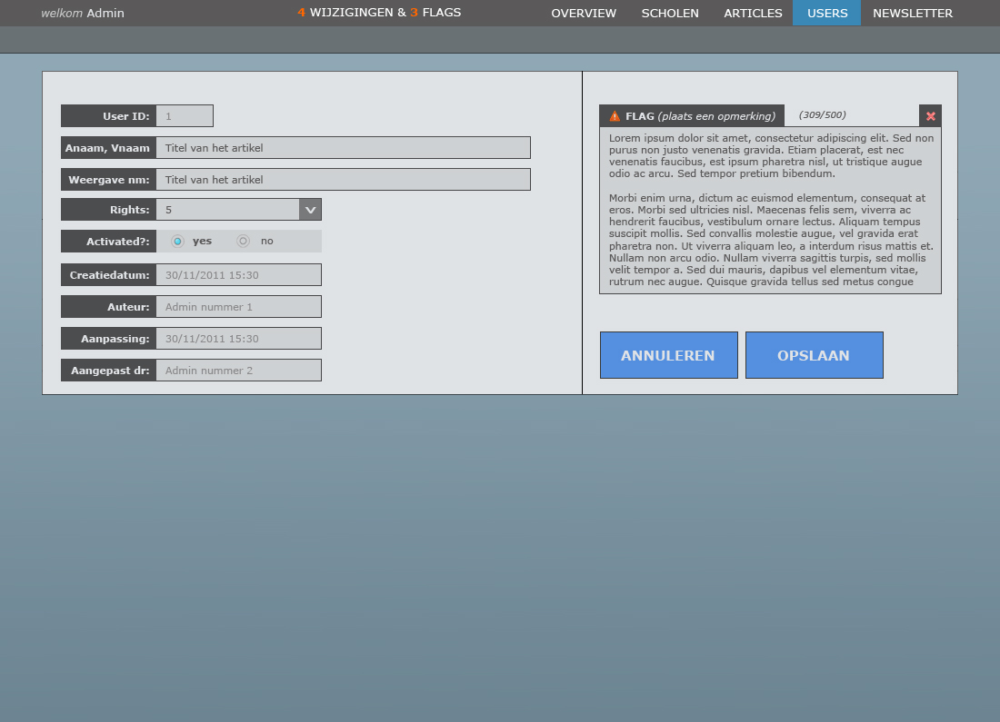 welkom Admin
4 WIJZIGINGEN & 3 FLAGS
OVERVIEW SCHOLEN ARTICLES USERS NEWSLETTER
User ID: 1
Anaam, Vnaam Titel van het artikel
Weergave nm: Titel van het artikel
Rights: 5
Activated?: yes no
Creatiedatum: 30/11/2011 15:30
Auteur: Admin nummer 1
Aanpassing: 30/11/2011 15:30
Aangepast dr: Admin nummer 2
FLAG (plaats een opmerking) (309/500)
Lorem ipsum dolor sit amet, consectetur adipiscing elit. Sed non
purus non justo venenatis gravida. Etiam placerat, est nec
venenatis faucibus, est ipsum pharetra nisl, ut tristique augue
odio ac arcu. Sed tempor pretium bibendum.
Morbi enim urna, dictum ac euismod elementum, consequat at
eros. Morbi sed ultricies nisl. Maecenas felis sem, viverra ac
hendrerit faucibus, vestibulum ornare lectus. Aliquam tempus
suscipit mollis. Sed convallis molestie augue, vel gravida erat
pharetra non. Ut viverra aliquam leo, a interdum risus mattis et.
Nullam non arcu odio. Nullam viverra sagittis turpis, sed mollis
velit tempor a. Sed dui mauris, dapibus vel elementum vitae,
rutrum nec augue. Quisque gravida tellus sed metus congue
ANNULEREN OPSLAAN